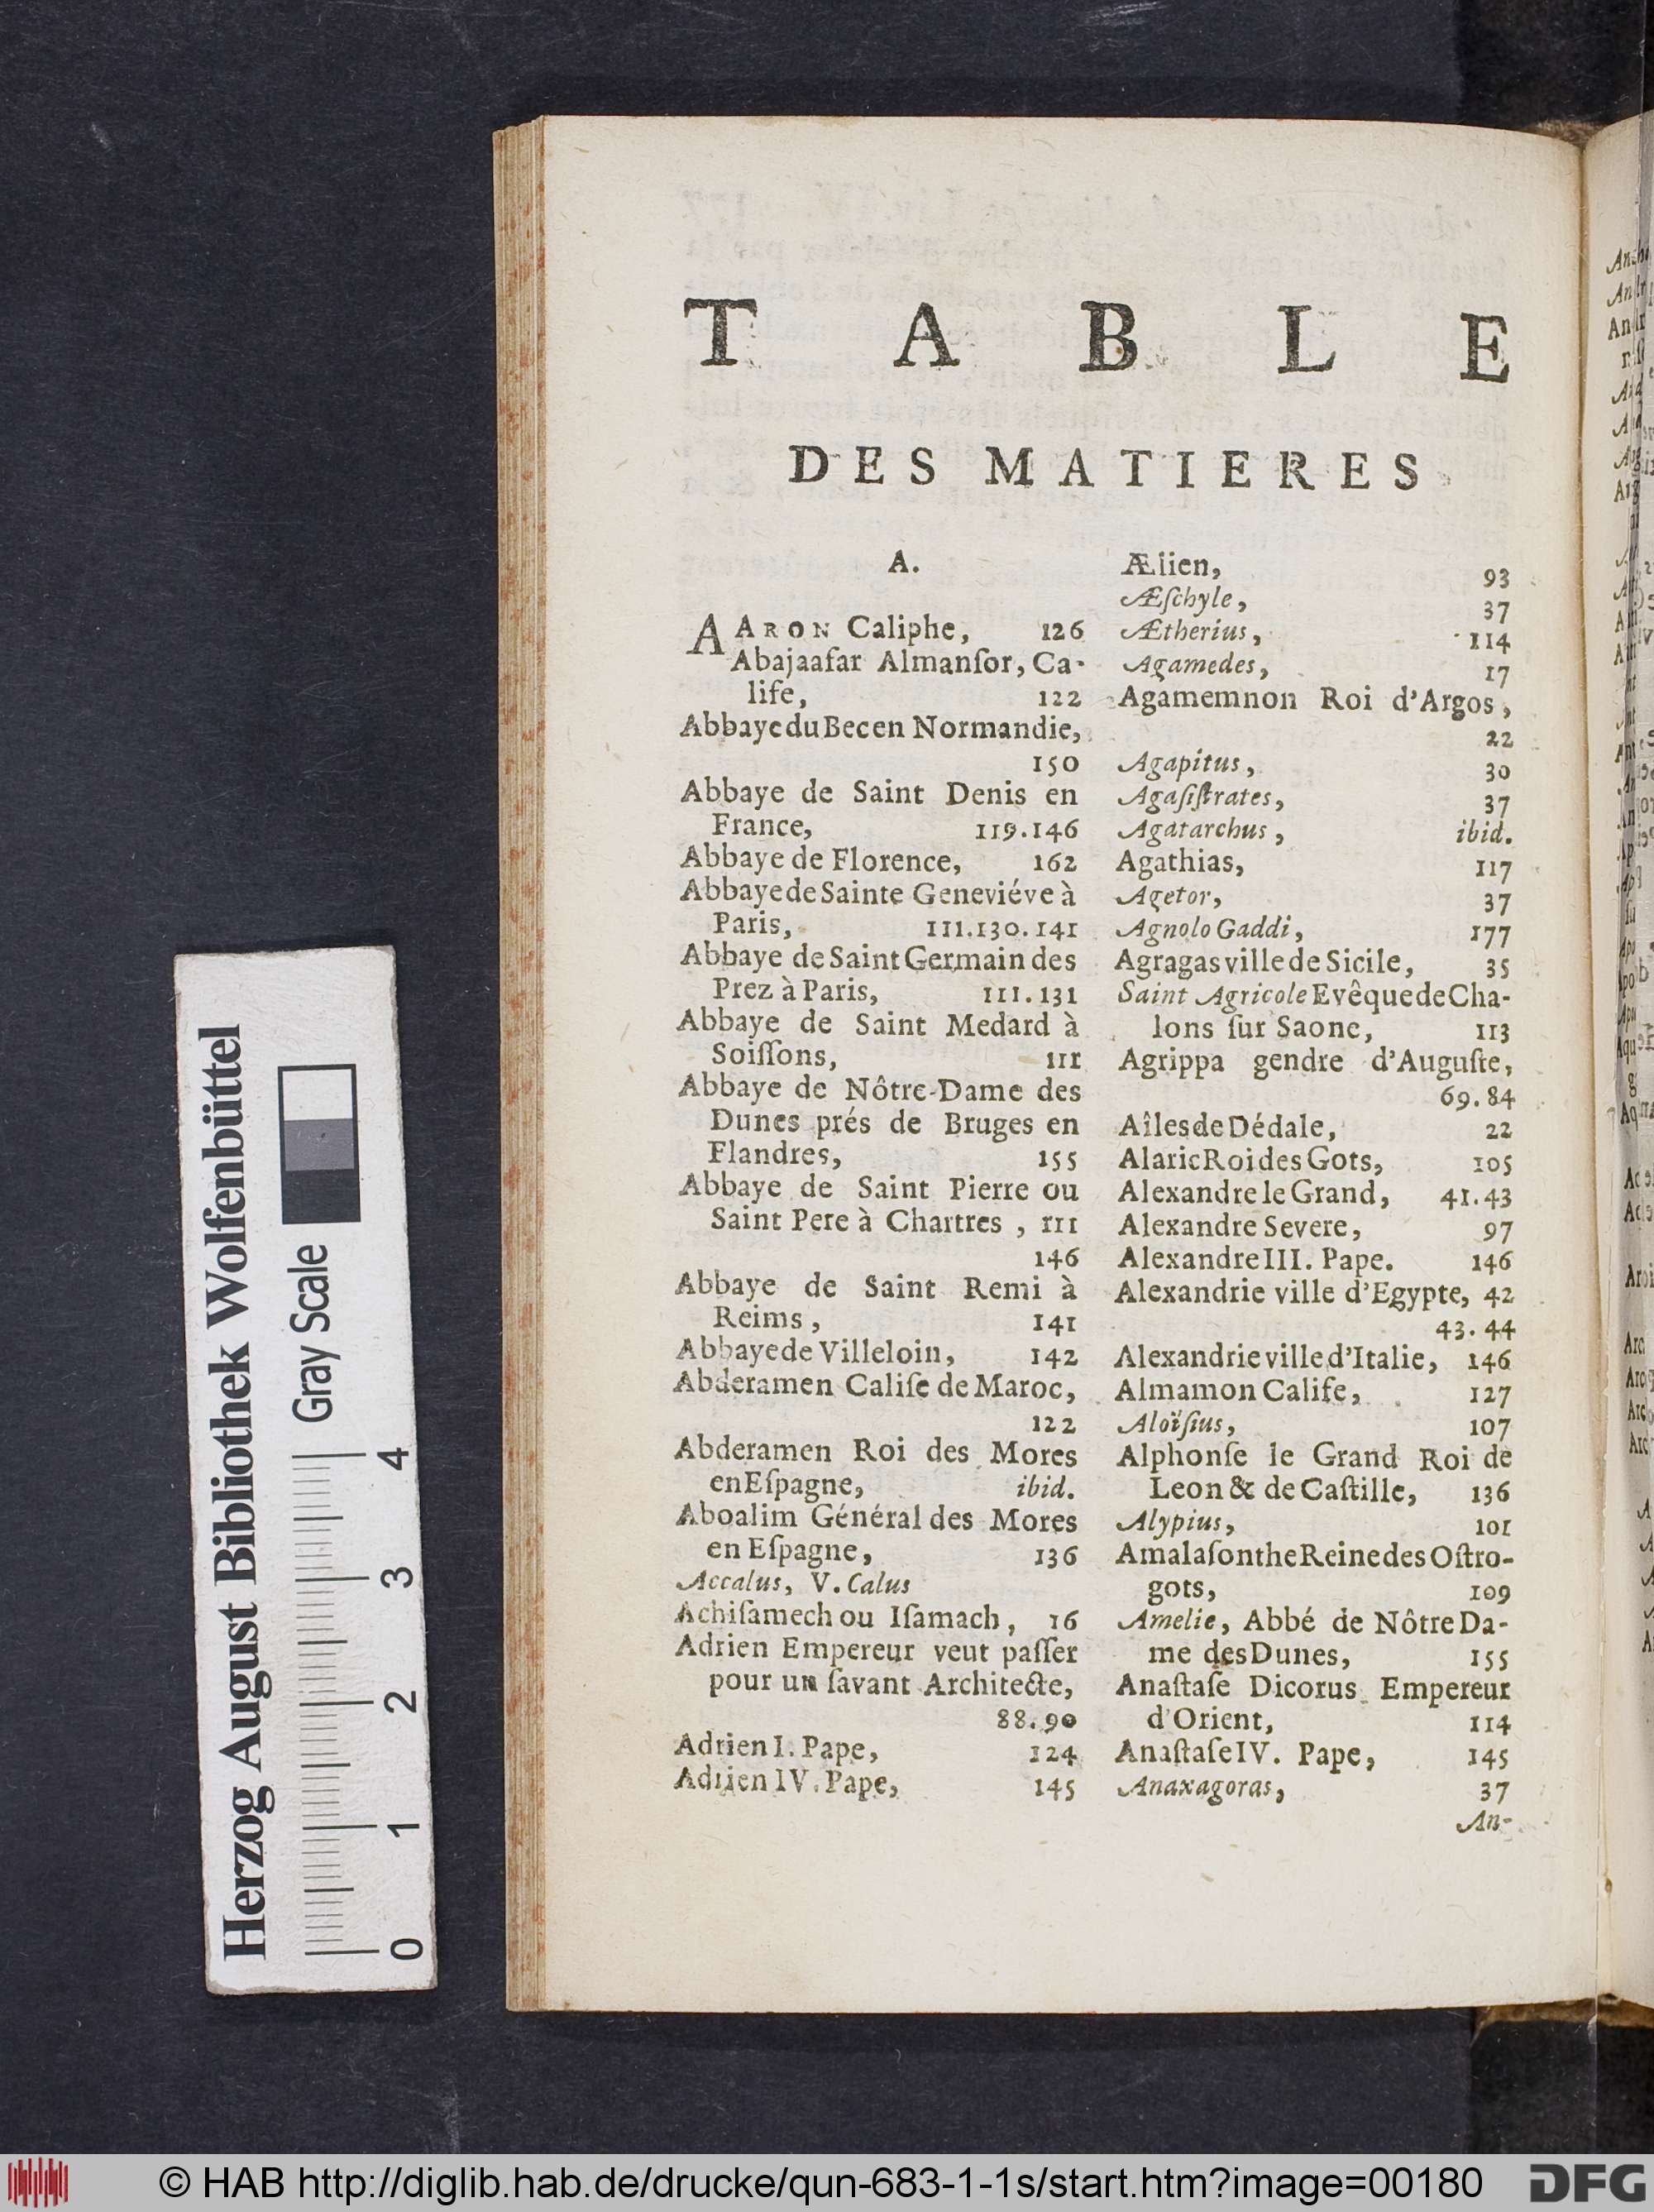 TABLE
DES MATIERES
A.
AARON Caliphe, 126
Abajaafar Almanſor, Ca-
life, 122
Abbaye du Bec en Normandie,
150
Abbaye de Saint Denis en
France, 119.146
Abbaye de Florence, 162
Abbaye de Sainte Geneviéve à
Paris, 111.130.141
Abbaye de Saint Germain des
Prez à Paris, 111.131
Abbaye de Saint Medard à
Soiſſons, 111
Abbaye de Nôtre-Dame des
Dunes prés de Bruges en
Flandres, 155
Abbaye de Saint Pierre ou
Saint Pere à Chartres, 111
146
Abbaye de Saint Remi à
Reims, 141
Abbaye de Villeloin, 142
Abderamen Calife de Maroc,
122
Abderamen Roi des Mores
en Eſpagne, ibid.
Aboalim Général des Mores
en Eſpagne, 136
Accalus, V. Calus
Achiſamech ou Iſamach, 16
Adrien Empereur veut paſſer
pour un ſavant Architecte,
88.90
Adrien I. Pape, 124
Adrien IV. Pape, 145
Ælien, 93
Æſchyle, 37
Ætherius, 114
Agamedes, 17
Agamemnon Roi d'Argos,
22
Agapitus, 30
Agaſiſtrates, 37
Agatarchus, ibid.
Agathias, 117
Agetor, 37
Agnolo Gaddi, 177
Agragas ville de Sicile, 35
Saint Agricole Evêque de Cha-
lons ſur Saone, 113
Agrippa gendre d'Auguſte,
69.84
Aîles de Dédale, 22
Alaric Roi des Gots, 105
Alexandre le Grand, 41.43
Alexandre Severe, 97
Alexandre III. Pape. 146
Alexandrie ville d'Egypte, 42
43.44
Alexandrie ville d'Italie, 146
Almamon Calife, 127
Aloïſius, 107
Alphonſe le Grand Roi de
Leon & de Caſtille, 136
Alypius, 101
Amalaſonthe Reine des Oſtro-
gots, 109
Amelie, Abbé de Nôtre Da-
me des Dunes, 155
Anaſtaſe Dicorus Empereur
d'Orient, 114
Anaſtaſe IV. Pape, 145
Anaxagoras, 37
An-
Herzog August Bibliothek Wolfenbüttel
Gray Scale
0 1 2 3 4
© HAB http://diglib.hab.de/drucke/qun-683-1-1s/start.htm?image=00180
DFG